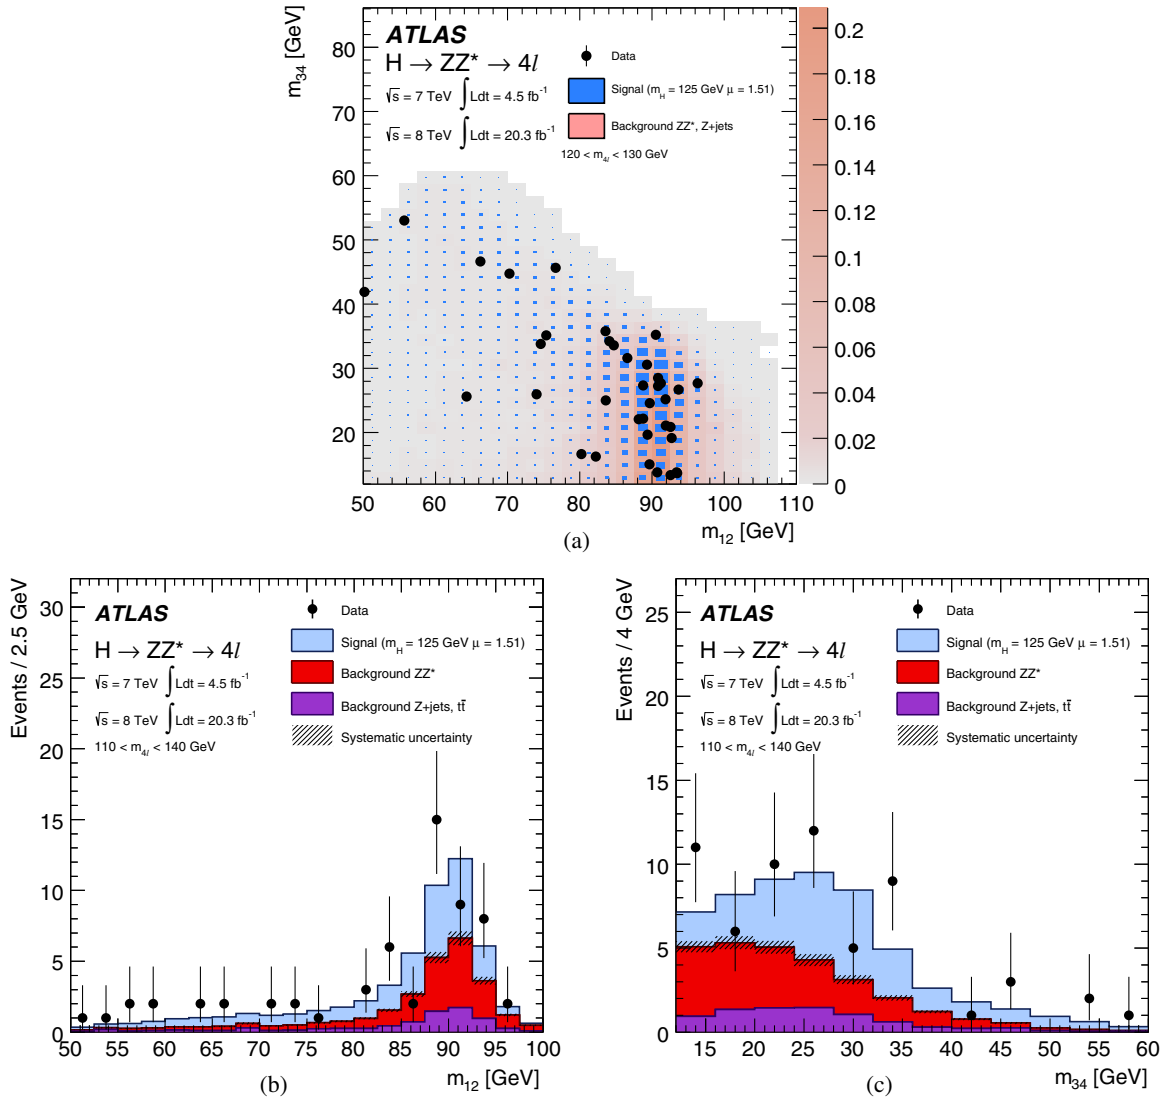 m₃₄ [GeV]
ATLAS
H → ZZ* → 4l
√s = 7 TeV ∫Ldt = 4.5 fb⁻¹
√s = 8 TeV ∫Ldt = 20.3 fb⁻¹
Data
Signal (m_H = 125 GeV μ = 1.51)
Background ZZ*, Z+jets
120 < m₄ₗ < 130 GeV
80
70
60
50
40
30
20
50 60 70 80 90 100 110
m₁₂ [GeV]
0.2
0.18
0.16
0.14
0.12
0.1
0.08
0.06
0.04
0.02
0
(a)
Events / 2.5 GeV
ATLAS
H → ZZ* → 4l
√s = 7 TeV ∫Ldt = 4.5 fb⁻¹
√s = 8 TeV ∫Ldt = 20.3 fb⁻¹
110 < m₄ₗ < 140 GeV
Data
Signal (m_H = 125 GeV μ = 1.51)
Background ZZ*
Background Z+jets, tt̄
Systematic uncertainty
30
25
20
15
10
5
0
50 55 60 65 70 75 80 85 90 95 100
m₁₂ [GeV]
(b)
Events / 4 GeV
ATLAS
H → ZZ* → 4l
√s = 7 TeV ∫Ldt = 4.5 fb⁻¹
√s = 8 TeV ∫Ldt = 20.3 fb⁻¹
110 < m₄ₗ < 140 GeV
Data
Signal (m_H = 125 GeV μ = 1.51)
Background ZZ*
Background Z+jets, tt̄
Systematic uncertainty
25
20
15
10
5
0
15 20 25 30 35 40 45 50 55 60
m₃₄ [GeV]
(c)